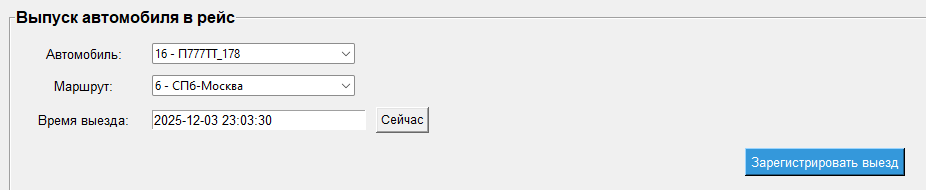 Выпуск автомобиля в рейс
Автомобиль: 16 - П777ТТ_178
Маршрут: 6 - СПб-Москва
Время выезда: 2025-12-03 23:03:30 Сейчас
Зарегистрировать выезд